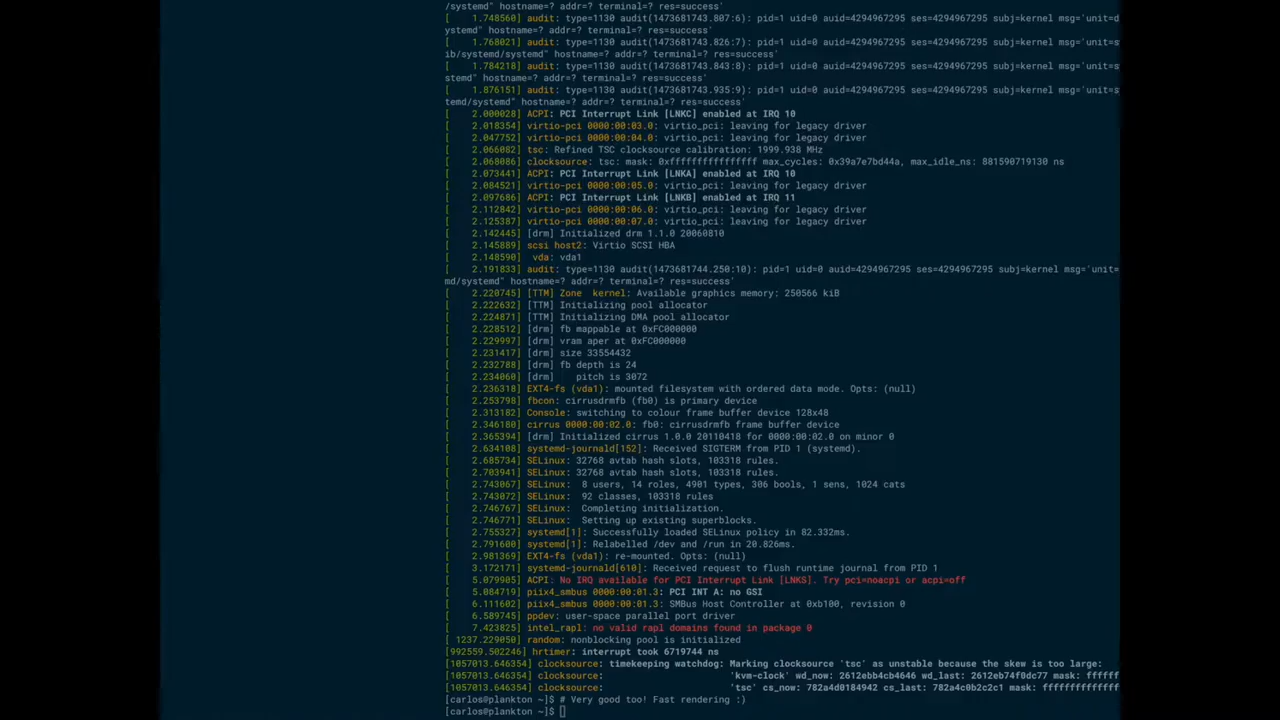 /systemd" hostname=? addr=? terminal=? res=success'
[    1.748560] audit: type=1130 audit(1473681743.807:6): pid=1 uid=0 auid=4294967295 ses=4294967295 subj=kernel msg='unit=d
ystemd" hostname=? addr=? terminal=? res=success'
[    1.768021] audit: type=1130 audit(1473681743.826:7): pid=1 uid=0 auid=4294967295 ses=4294967295 subj=kernel msg='unit=s
ib/systemd/systemd" hostname=? addr=? terminal=? res=success'
[    1.784218] audit: type=1130 audit(1473681743.843:8): pid=1 uid=0 auid=4294967295 ses=4294967295 subj=kernel msg='unit=s
stemd" hostname=? addr=? terminal=? res=success'
[    1.876151] audit: type=1130 audit(1473681743.935:9): pid=1 uid=0 auid=4294967295 ses=4294967295 subj=kernel msg='unit=s
temd/systemd" hostname=? addr=? terminal=? res=success'
[    2.000028] ACPI: PCI Interrupt Link [LNKC] enabled at IRQ 10
[    2.018354] virtio-pci 0000:00:03.0: virtio_pci: leaving for legacy driver
[    2.047752] virtio-pci 0000:00:04.0: virtio_pci: leaving for legacy driver
[    2.066082] tsc: Refined TSC clocksource calibration: 1999.938 MHz
[    2.068086] clocksource: tsc: mask: 0xffffffffffffffff max_cycles: 0x39a7e7bd44a, max_idle_ns: 881590719130 ns
[    2.073441] ACPI: PCI Interrupt Link [LNKA] enabled at IRQ 10
[    2.084521] virtio-pci 0000:00:05.0: virtio_pci: leaving for legacy driver
[    2.097686] ACPI: PCI Interrupt Link [LNKB] enabled at IRQ 11
[    2.112842] virtio-pci 0000:00:06.0: virtio_pci: leaving for legacy driver
[    2.125387] virtio-pci 0000:00:07.0: virtio_pci: leaving for legacy driver
[    2.142445] [drm] Initialized drm 1.1.0 20060810
[    2.145889] scsi host2: Virtio SCSI HBA
[    2.148590]  vda: vda1
[    2.191833] audit: type=1130 audit(1473681744.250:10): pid=1 uid=0 auid=4294967295 ses=4294967295 subj=kernel msg='unit=
md/systemd" hostname=? addr=? terminal=? res=success'
[    2.220745] [TTM] Zone  kernel: Available graphics memory: 250566 kiB
[    2.222632] [TTM] Initializing pool allocator
[    2.224871] [TTM] Initializing DMA pool allocator
[    2.228512] [drm] fb mappable at 0xFC000000
[    2.229997] [drm] vram aper at 0xFC000000
[    2.231417] [drm] size 33554432
[    2.232788] [drm] fb depth is 24
[    2.234060] [drm]    pitch is 3072
[    2.236318] EXT4-fs (vda1): mounted filesystem with ordered data mode. Opts: (null)
[    2.253798] fbcon: cirrusdrmfb (fb0) is primary device
[    2.313182] Console: switching to colour frame buffer device 128x48
[    2.346180] cirrus 0000:00:02.0: fb0: cirrusdrmfb frame buffer device
[    2.365394] [drm] Initialized cirrus 1.0.0 20110418 for 0000:00:02.0 on minor 0
[    2.634108] systemd-journald[152]: Received SIGTERM from PID 1 (systemd).
[    2.685734] SELinux: 32768 avtab hash slots, 103318 rules.
[    2.703941] SELinux: 32768 avtab hash slots, 103318 rules.
[    2.743067] SELinux:  8 users, 14 roles, 4901 types, 306 bools, 1 sens, 1024 cats
[    2.743072] SELinux:  92 classes, 103318 rules
[    2.746767] SELinux:  Completing initialization.
[    2.746771] SELinux:  Setting up existing superblocks.
[    2.755327] systemd[1]: Successfully loaded SELinux policy in 82.332ms.
[    2.791600] systemd[1]: Relabelled /dev and /run in 20.826ms.
[    2.981369] EXT4-fs (vda1): re-mounted. Opts: (null)
[    3.172171] systemd-journald[610]: Received request to flush runtime journal from PID 1
[    5.079905] ACPI: No IRQ available for PCI Interrupt Link [LNKS]. Try pci=noacpi or acpi=off
[    5.084719] piix4_smbus 0000:00:01.3: PCI INT A: no GSI
[    6.111602] piix4_smbus 0000:00:01.3: SMBus Host Controller at 0xb100, revision 0
[    6.589745] ppdev: user-space parallel port driver
[    7.423825] intel_rapl: no valid rapl domains found in package 0
[ 1237.229050] random: nonblocking pool is initialized
[992559.502246] hrtimer: interrupt took 6719744 ns
[1057013.646354] clocksource: timekeeping watchdog: Marking clocksource 'tsc' as unstable because the skew is too large:
[1057013.646354] clocksource:                       'kvm-clock' wd_now: 2612ebb4cb4646 wd_last: 2612eb74f0dc77 mask: ffffff
[1057013.646354] clocksource:                       'tsc' cs_now: 782a4d0184942 cs_last: 782a4c0b2c2c1 mask: ffffffffffffff
[carlos@plankton ~]$ # Very good too! Fast rendering :)
[carlos@plankton ~]$